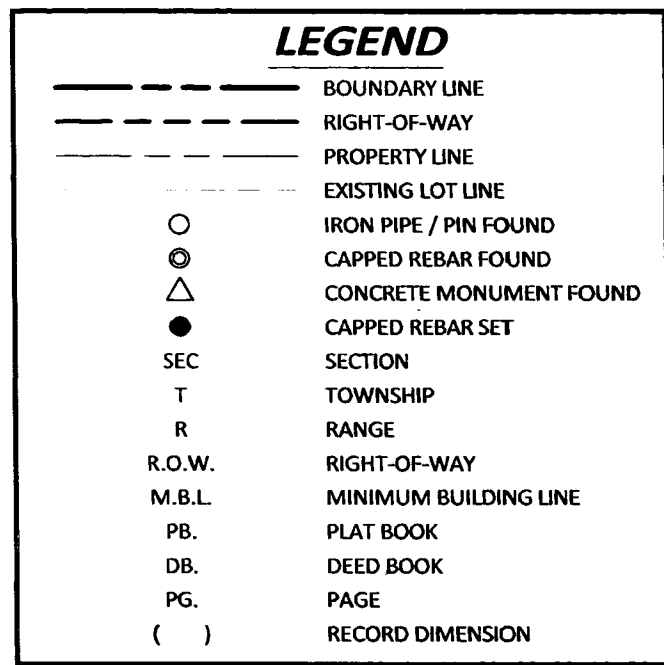 LEGEND
BOUNDARY LINE
RIGHT-OF-WAY
PROPERTY LINE
EXISTING LOT LINE
IRON PIPE / PIN FOUND
CAPPED REBAR FOUND
CONCRETE MONUMENT FOUND
CAPPED REBAR SET
SEC SECTION
T TOWNSHIP
R RANGE
R.O.W. RIGHT-OF-WAY
M.B.L. MINIMUM BUILDING LINE
PB. PLAT BOOK
DB. DEED BOOK
PG. PAGE
( ) RECORD DIMENSION